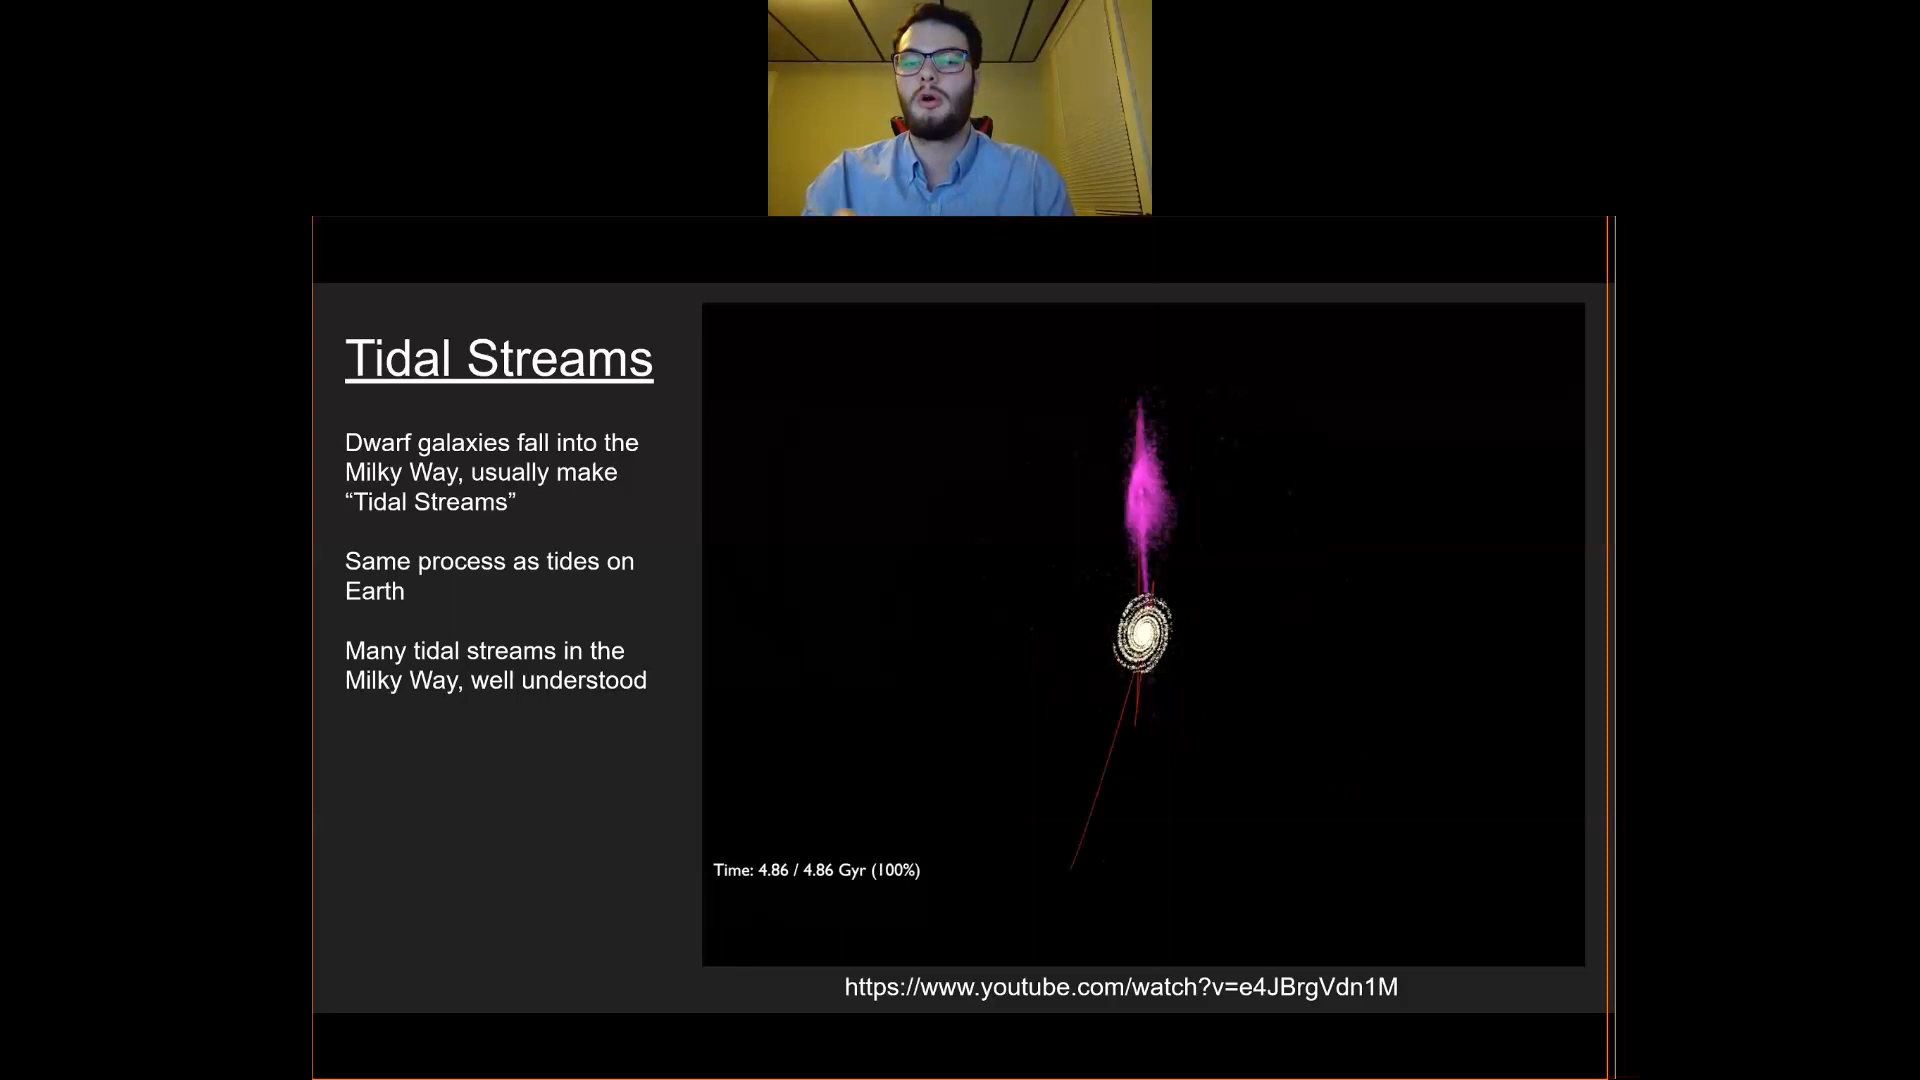 Tidal Streams
Dwarf galaxies fall into the
Milky Way, usually make
“Tidal Streams”
Same process as tides on
Earth
Many tidal streams in the
Milky Way, well understood
Time: 4.86 / 4.86 Gyr (100%)
https://www.youtube.com/watch?v=e4JBrgVdn1M